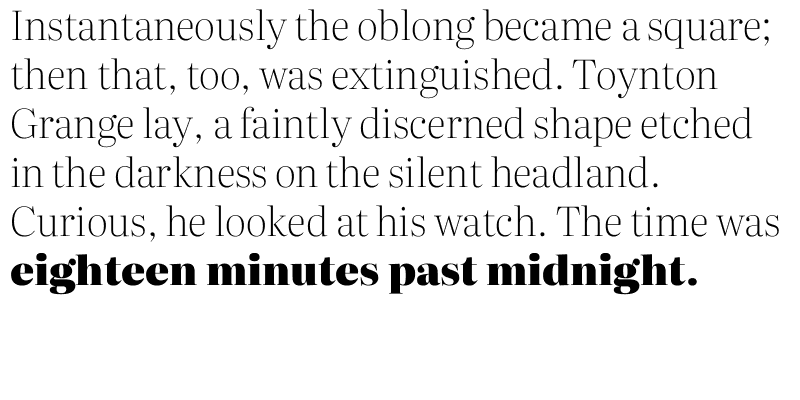 Instantaneously the oblong became a square;
then that, too, was extinguished. Toynton
Grange lay, a faintly discerned shape etched
in the darkness on the silent headland.
Curious, he looked at his watch. The time was
eighteen minutes past midnight.